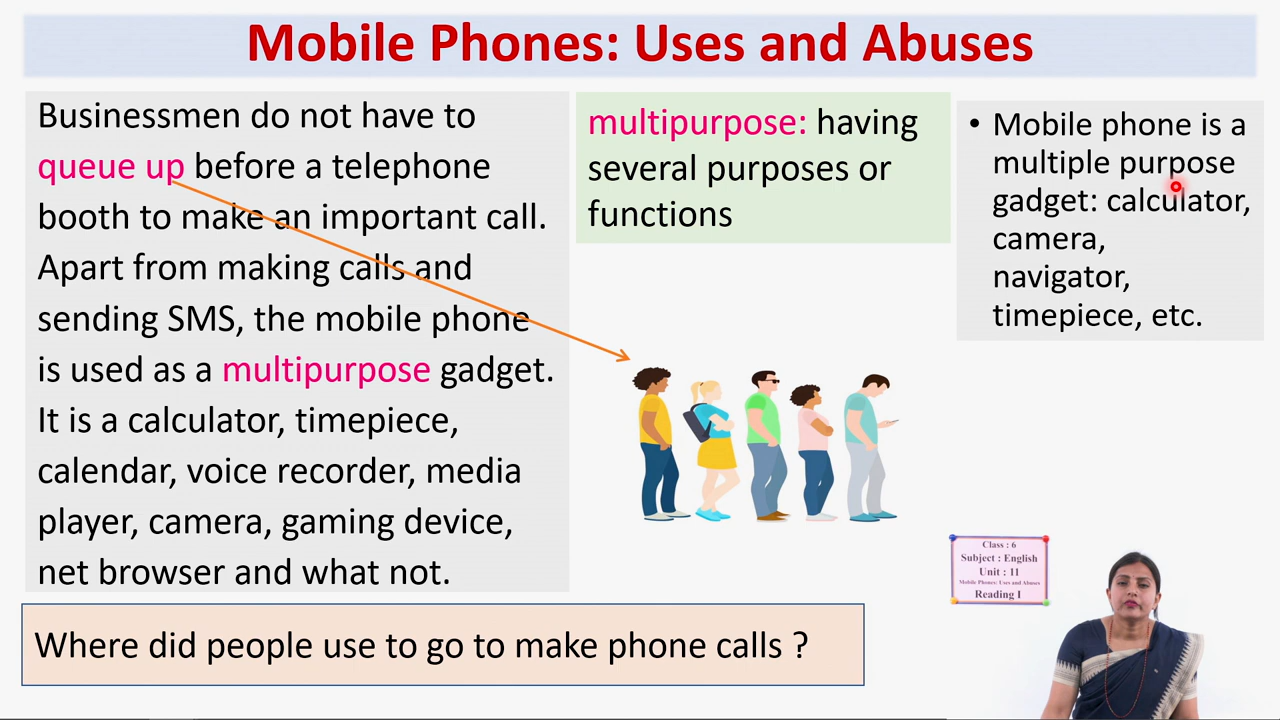 Mobile Phones: Uses and Abuses
Businessmen do not have to
queue up before a telephone
booth to make an important call.
Apart from making calls and
sending SMS, the mobile phone
is used as a multipurpose gadget.
It is a calculator, timepiece,
calendar, voice recorder, media
player, camera, gaming device,
net browser and what not.
multipurpose: having
several purposes or
functions
• Mobile phone is a
multiple purpose
gadget: calculator,
camera,
navigator,
timepiece, etc.
Where did people use to go to make phone calls ?
Class : 6
Subject : English
Unit : 11
Mobile Phones: Uses and Abuses
Reading I